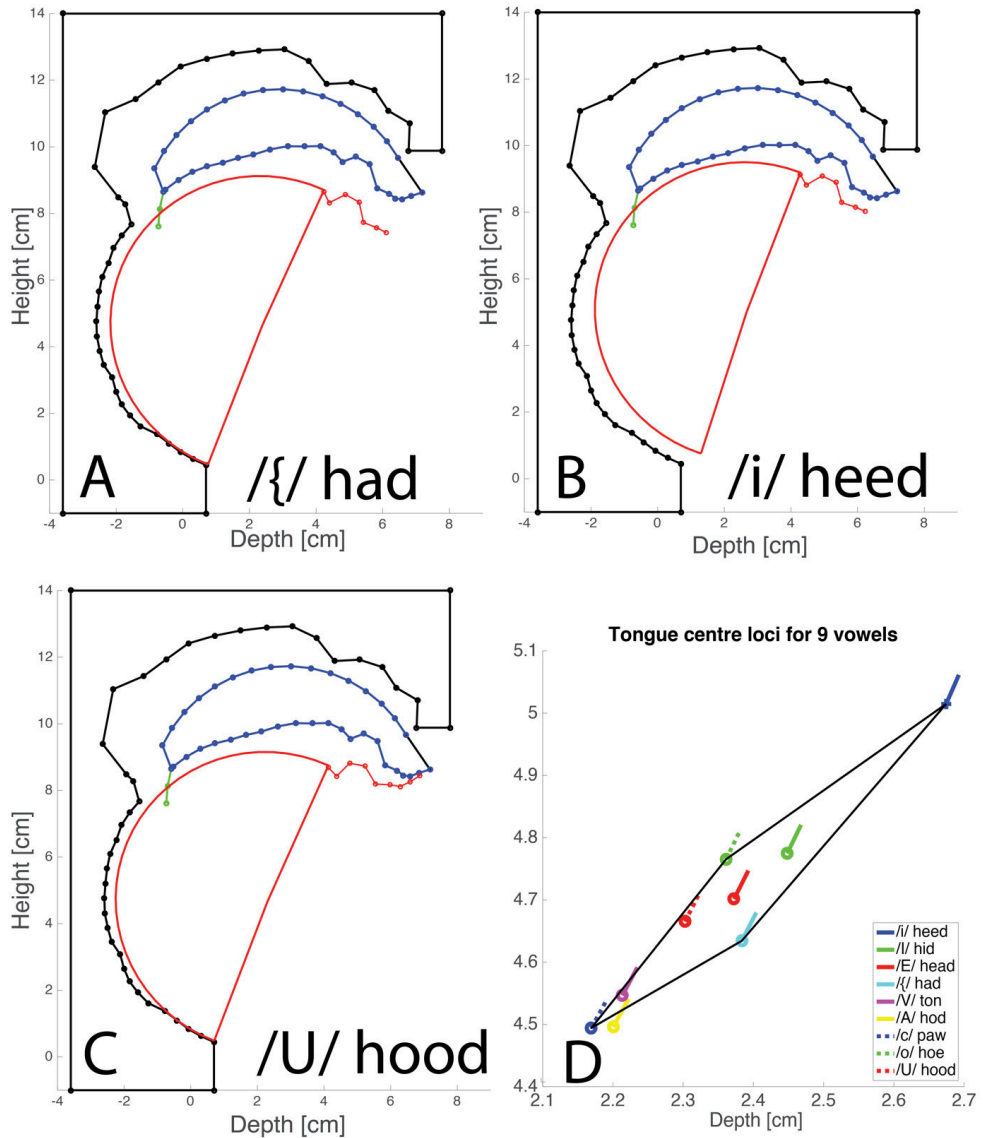 14
12
10
8
6
4
2
0
-4 -2 0 2 4 6 8
Height [cm]
Depth [cm]
A /{/ had
14
12
10
8
6
4
2
0
-4 -2 0 2 4 6 8
Height [cm]
Depth [cm]
B /i/ heed
14
12
10
8
6
4
2
0
-4 -2 0 2 4 6 8
Height [cm]
Depth [cm]
C /U/ hood
Tongue centre loci for 9 vowels
5.1
5
4.9
4.8
4.7
4.6
4.5
4.4
2.1 2.2 2.3 2.4 2.5 2.6 2.7
Height [cm]
Depth [cm]
D
/i/ heed
/I/ hid
/E/ head
/{/ had
/V/ ton
/A/ hod
/c/ paw
/o/ hoe
/U/ hood